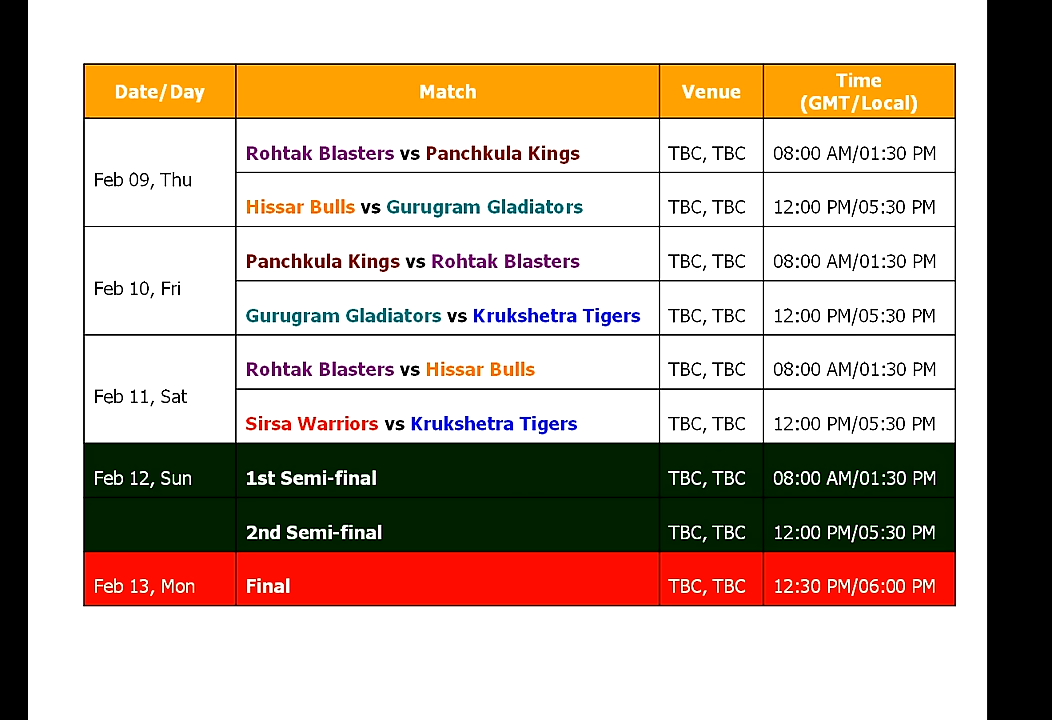 Date/Day Match Venue Time
(GMT/Local)
Feb 09, Thu
Rohtak Blasters vs Panchkula Kings TBC, TBC 08:00 AM/01:30 PM
Hissar Bulls vs Gurugram Gladiators TBC, TBC 12:00 PM/05:30 PM
Feb 10, Fri
Panchkula Kings vs Rohtak Blasters TBC, TBC 08:00 AM/01:30 PM
Gurugram Gladiators vs Krukshetra Tigers TBC, TBC 12:00 PM/05:30 PM
Feb 11, Sat
Rohtak Blasters vs Hissar Bulls TBC, TBC 08:00 AM/01:30 PM
Sirsa Warriors vs Krukshetra Tigers TBC, TBC 12:00 PM/05:30 PM
Feb 12, Sun 1st Semi-final TBC, TBC 08:00 AM/01:30 PM
2nd Semi-final TBC, TBC 12:00 PM/05:30 PM
Feb 13, Mon Final TBC, TBC 12:30 PM/06:00 PM